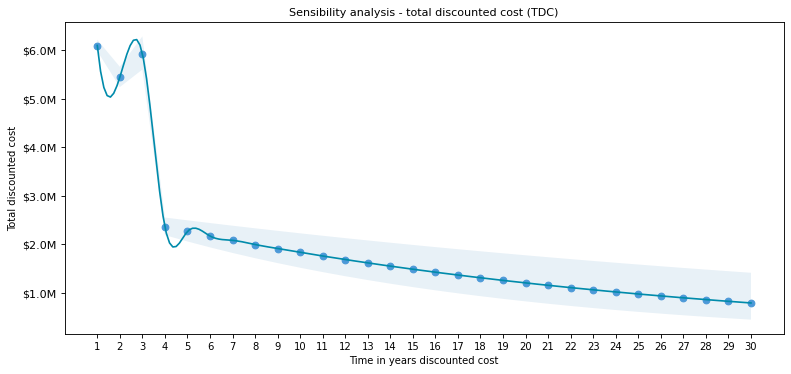 Sensibility analysis - total discounted cost (TDC)
Total discounted cost
$6.0M
$5.0M
$4.0M
$3.0M
$2.0M
$1.0M
1 2 3 4 5 6 7 8 9 10 11 12 13 14 15 16 17 18 19 20 21 22 23 24 25 26 27 28 29 30
Time in years discounted cost